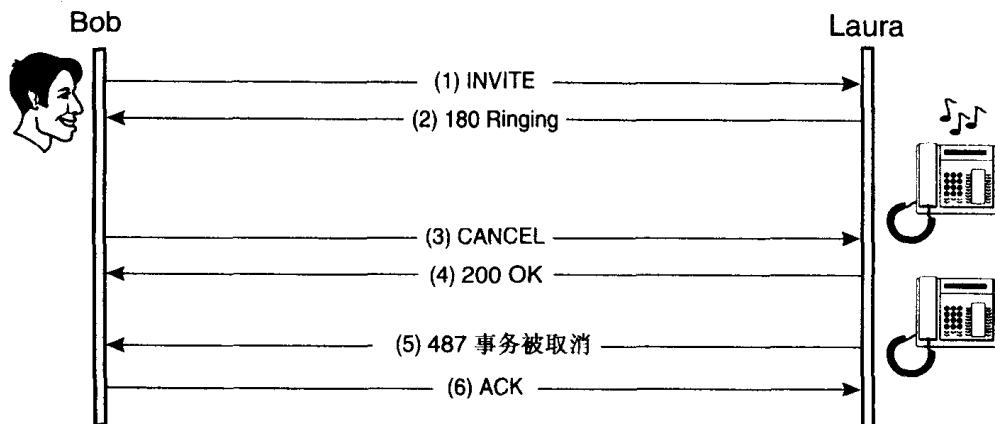 Bob
Laura
(1) INVITE
(2) 180 Ringing
(3) CANCEL
(4) 200 OK
(5) 487 事务被取消
(6) ACK